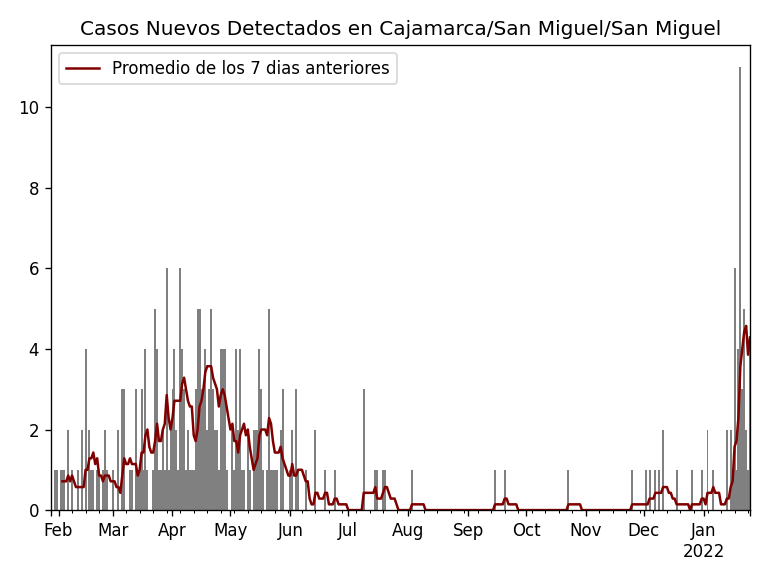 Casos Nuevos Detectados en Cajamarca/San Miguel/San Miguel
Promedio de los 7 dias anteriores
10
8
6
4
2
0
Feb Mar Apr May Jun Jul Aug Sep Oct Nov Dec Jan
2022